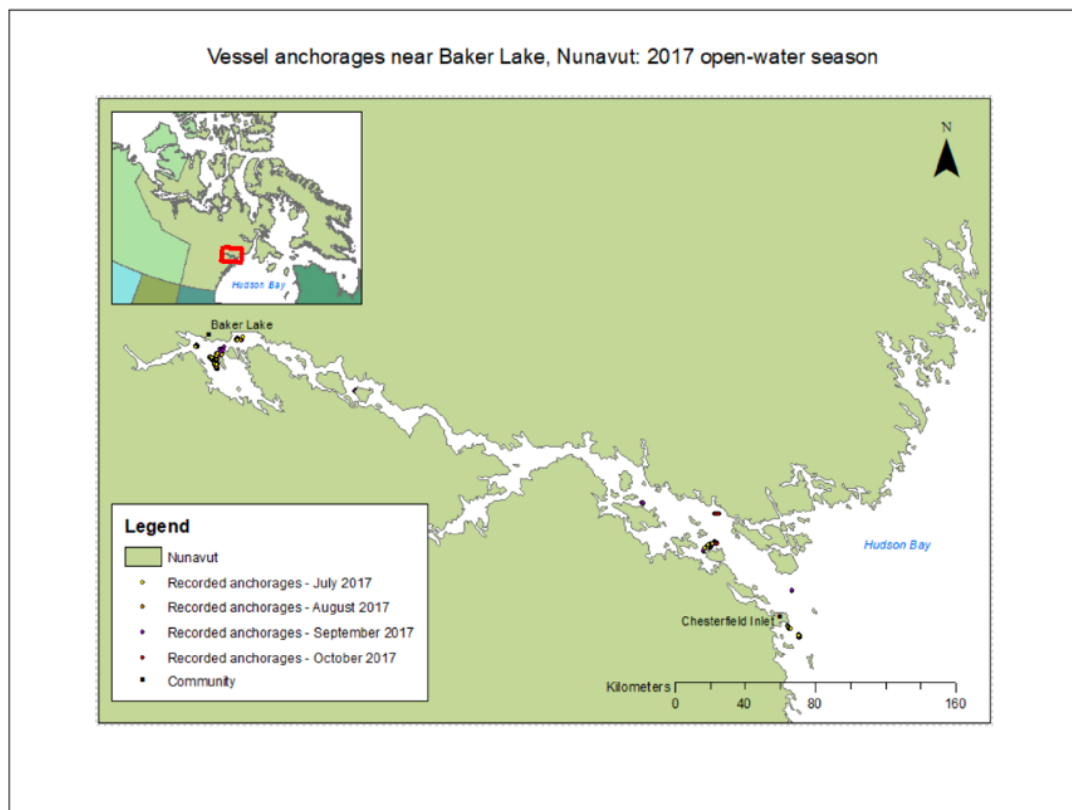 Vessel anchorages near Baker Lake, Nunavut: 2017 open-water season
N
Hudson Bay
Baker Lake
Hudson Bay
Chesterfield Inlet
Legend
Nunavut
Recorded anchorages - July 2017
Recorded anchorages - August 2017
Recorded anchorages - September 2017
Recorded anchorages - October 2017
Community
Kilometers
0 40 80 160